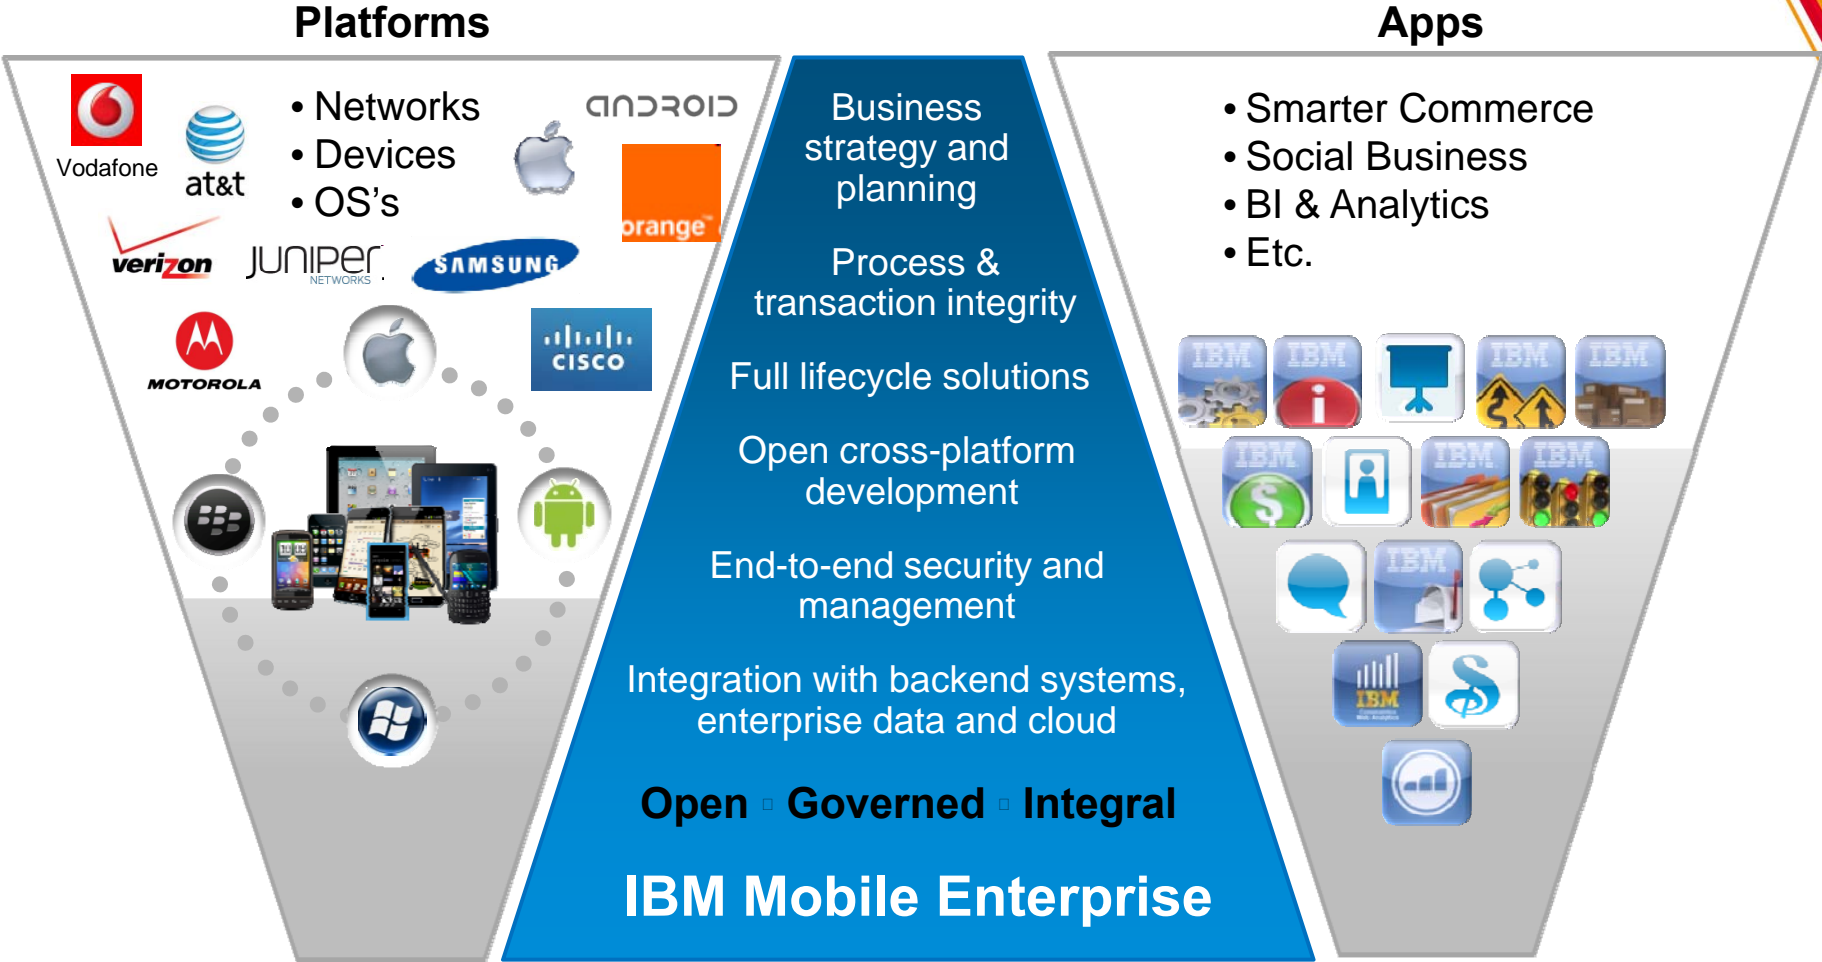 Platforms
Vodafone
at&t
• Networks
• Devices
• OS's
ANDROID
orange™
verizon
JUNIPER
NETWORKS
SAMSUNG
MOTOROLA
CISCO
Business
strategy and
planning
Process &
transaction integrity
Full lifecycle solutions
Open cross-platform
development
End-to-end security and
management
Integration with backend systems,
enterprise data and cloud
Open Governed Integral
IBM Mobile Enterprise
Apps
• Smarter Commerce
• Social Business
• BI & Analytics
• Etc.
IBM
IBM
IBM
IBM
IBM
IBM
IBM
IBM
IBM
Web Analytics